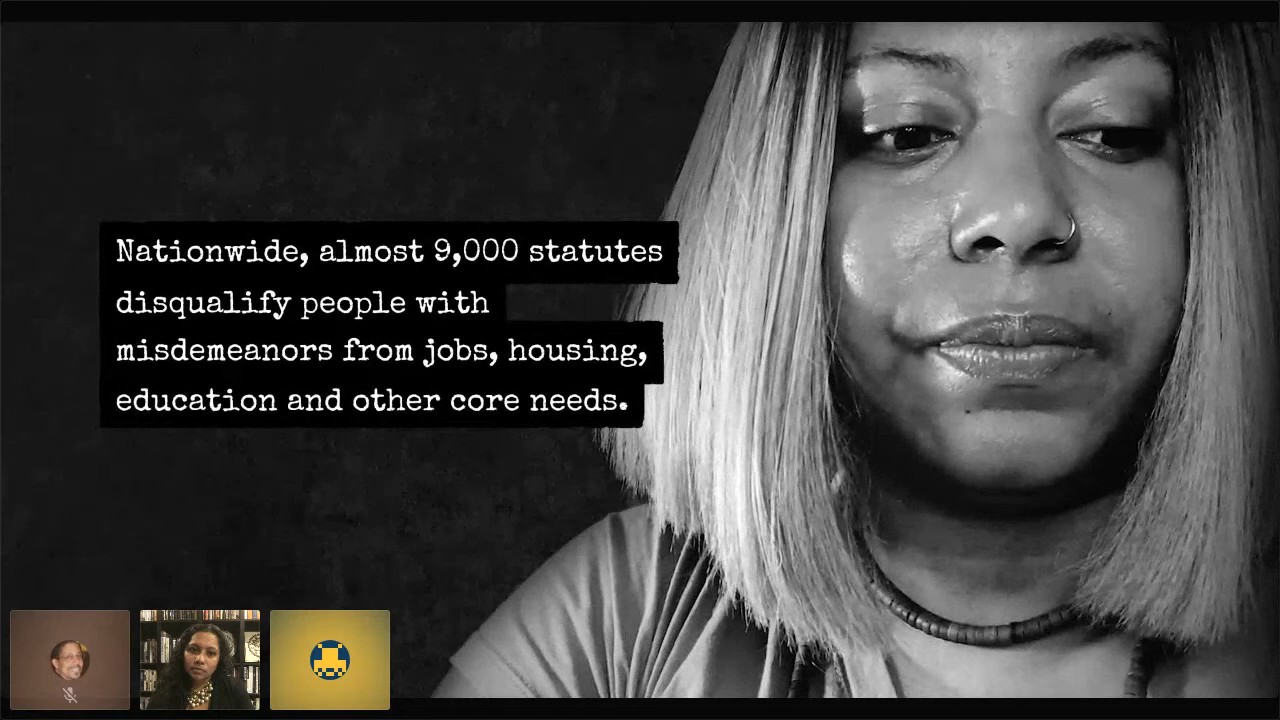 Nationwide, almost 9,000 statutes
disqualify people with
misdemeanors from jobs, housing,
education and other core needs.